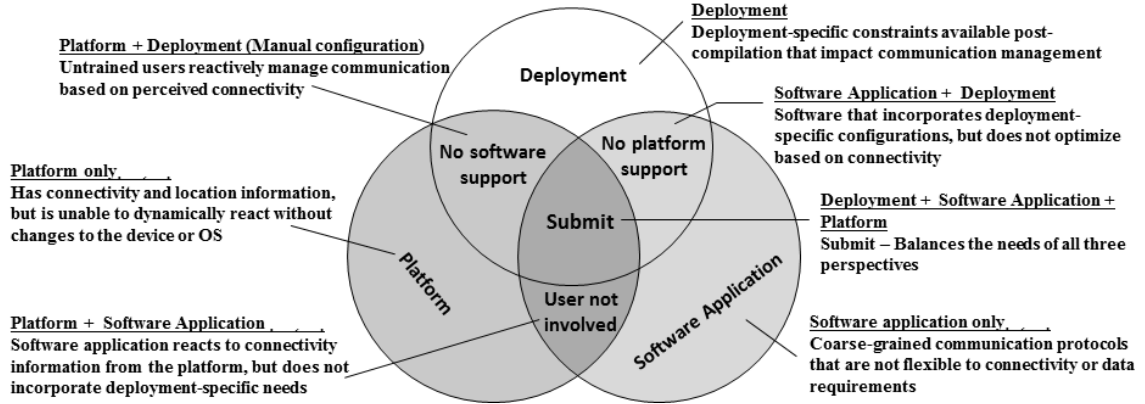 Deployment
Deployment-specific constraints available post-
compilation that impact communication management
Platform + Deployment (Manual configuration)
Untrained users reactively manage communication
based on perceived connectivity
Deployment
Software Application + Deployment
Software that incorporates deployment-
specific configurations, but does not optimize
based on connectivity
No software
support
No platform
support
Platform only, , ,
Has connectivity and location information,
but is unable to dynamically react without
changes to the device or OS
Submit
Deployment + Software Application +
Platform
Submit – Balances the needs of all three
perspectives
Platform
Software Application
User not
involved
Platform + Software Application , , ,
Software application reacts to connectivity
information from the platform, but does not
incorporate deployment-specific needs
Software application only, , ,
Coarse-grained communication protocols
that are not flexible to connectivity or data
requirements